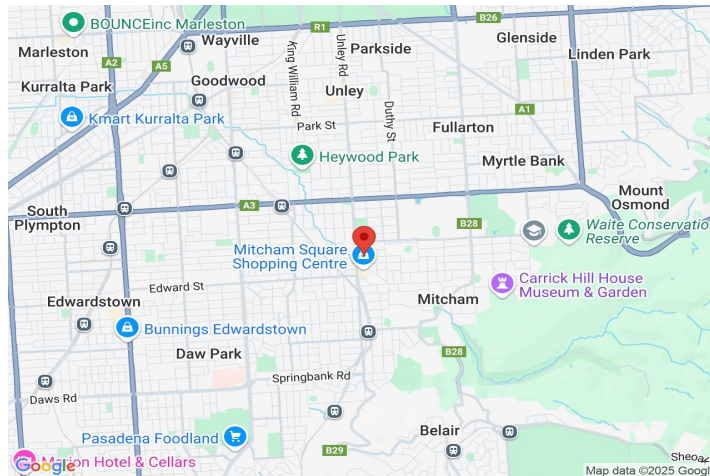 BOUNCEinc Marleston
B26
R1
Marleston
Wayville
Parkside
Glenside
Linden Park
A2
A5
King William Rd
Unley Rd
Kurralta Park
Goodwood
Unley
Duthy St
A1
Kmart Kurralta Park
Park St
Fullarton
Heywood Park
Myrtle Bank
Mount
Osmond
South
Plympton
A3
B28
Waite Conservatio
Reserve
Mitcham Square
Shopping Centre
Carrick Hill House
Museum & Garden
Edward St
Edwardstown
Mitcham
Bunnings Edwardstown
Daw Park
B28
Springbank Rd
Daws Rd
Belair
Pasadena Foodland
B29
Marion Hotel & Cellars
Google
Map data ©2025 Googl